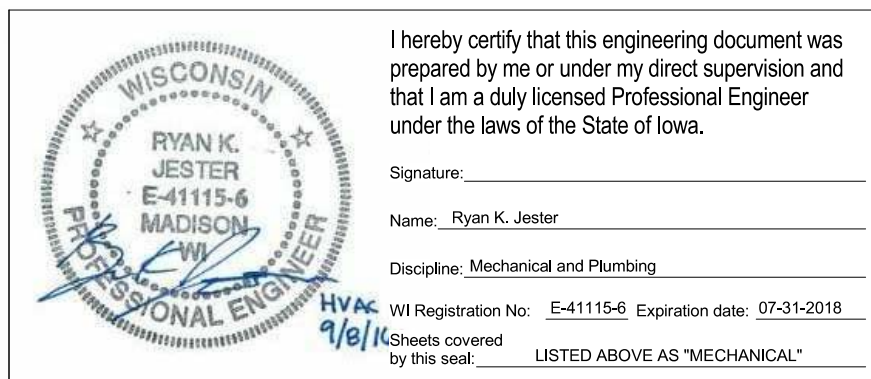 WISCONSIN
RYAN K.
JESTER
E-41115-6
MADISON
WI
PROFESSIONAL ENGINEER
HVAC
I hereby certify that this engineering document was
prepared by me or under my direct supervision and
that I am a duly licensed Professional Engineer
under the laws of the State of Iowa.
Signature:
Name: Ryan K. Jester
Discipline: Mechanical and Plumbing
WI Registration No: E-41115-6 Expiration date: 07-31-2018
Sheets covered
by this seal: LISTED ABOVE AS "MECHANICAL"